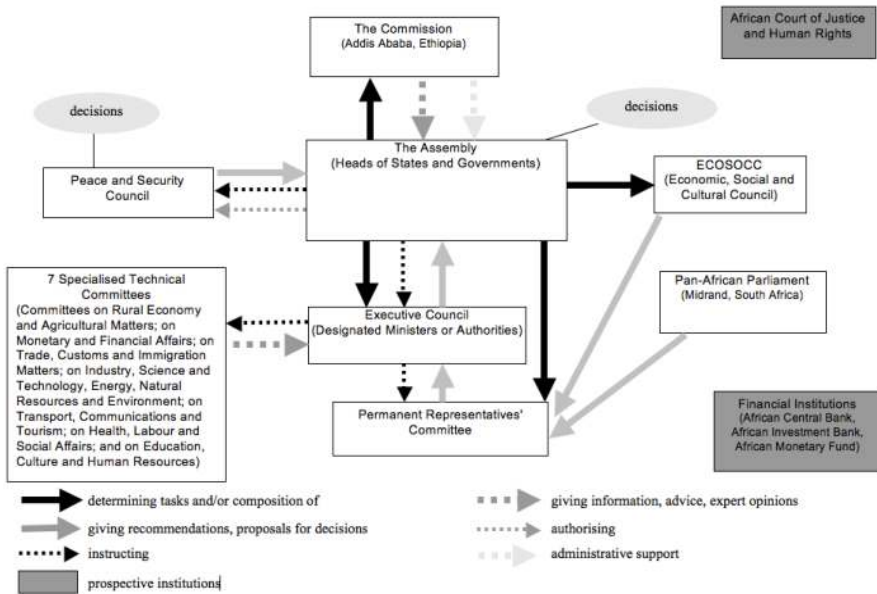 The Commission
(Addis Ababa, Ethiopia)
African Court of Justice
and Human Rights
decisions
decisions
The Assembly
(Heads of States and Governments)
Peace and Security
Council
ECOSOCC
(Economic, Social and
Cultural Council)
7 Specialised Technical
Committees
(Committees on Rural Economy
and Agricultural Matters; on
Monetary and Financial Affairs; on
Trade, Customs and Immigration
Matters; on Industry, Science and
Technology, Energy, Natural
Resources and Environment; on
Transport, Communications and
Tourism; on Health, Labour and
Social Affairs; and on Education,
Culture and Human Resources)
Executive Council
(Designated Ministers or Authorities)
Pan-African Parliament
(Midrand, South Africa)
Permanent Representatives'
Committee
Financial Institutions
(African Central Bank,
African Investment Bank,
African Monetary Fund)
determining tasks and/or composition of
giving recommendations, proposals for decisions
instructing
prospective institutions
giving information, advice, expert opinions
authorising
administrative support